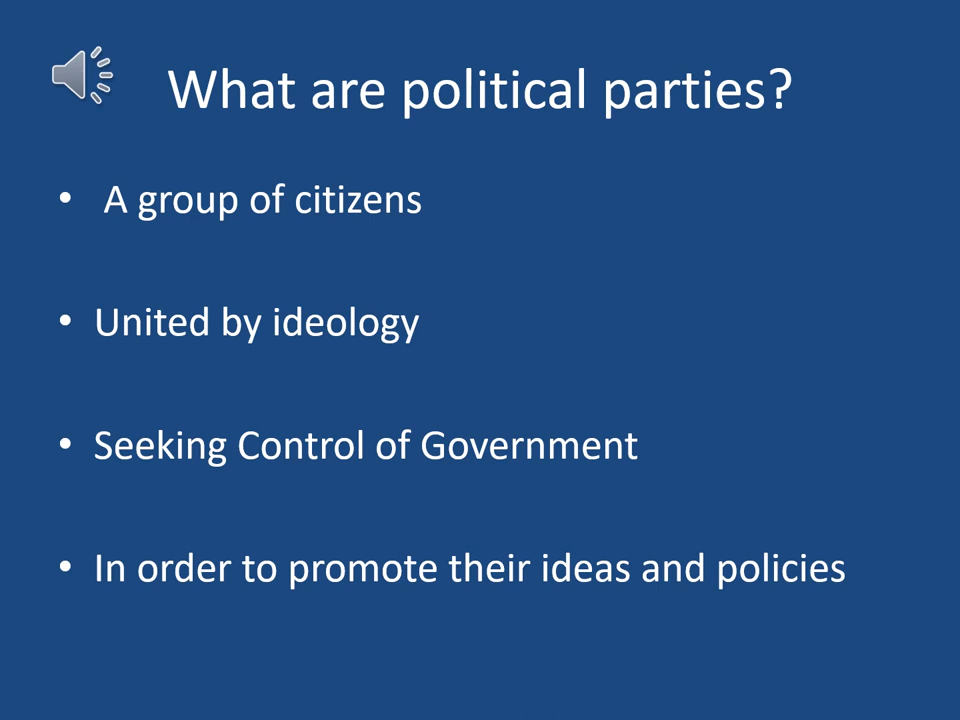 What are political parties?
• A group of citizens
• United by ideology
• Seeking Control of Government
• In order to promote their ideas and policies